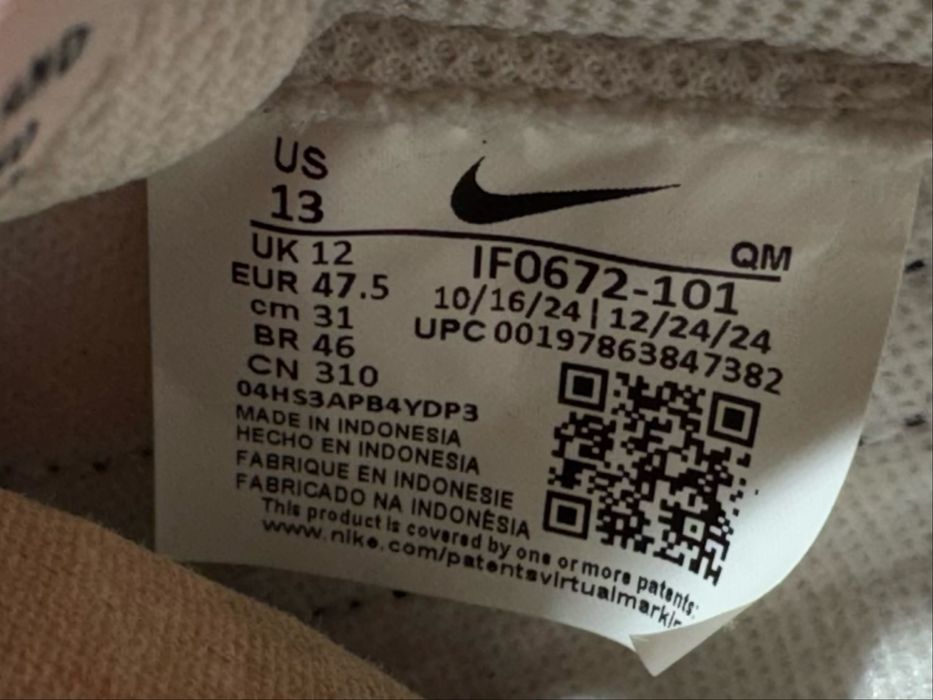 US
13
UK 12
EUR 47.5
cm 31
BR 46
CN 310
QM
IF0672-101
10/16/24 | 12/24/24
UPC 00197863847382
04HS3APB4YDP3
MADE IN INDONESIA
HECHO EN INDONESIA
FABRIQUE EN INDONESIE
FABRICADO NA INDONÉSIA
This product is covered by one or more patents:
www.nike.com/patentsvirtualmarkin